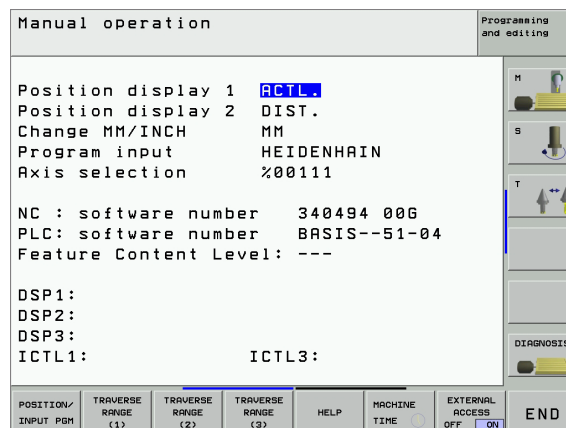 Manual operation
Programming
and editing
Position display 1 ACTL.
Position display 2 DIST.
Change MM/INCH MM
Program input HEIDENHAIN
Axis selection %00111
NC : software number 340494 00G
PLC: software number BASIS--51-04
Feature Content Level: ---
DSP1:
DSP2:
DSP3:
ICTL1: ICTL3:
M
S
T
DIAGNOSIS
POSITION/
INPUT PGM
TRAVERSE
RANGE
(1)
TRAVERSE
RANGE
(2)
TRAVERSE
RANGE
(3)
HELP
MACHINE
TIME
EXTERNAL
ACCESS
OFF ON
END